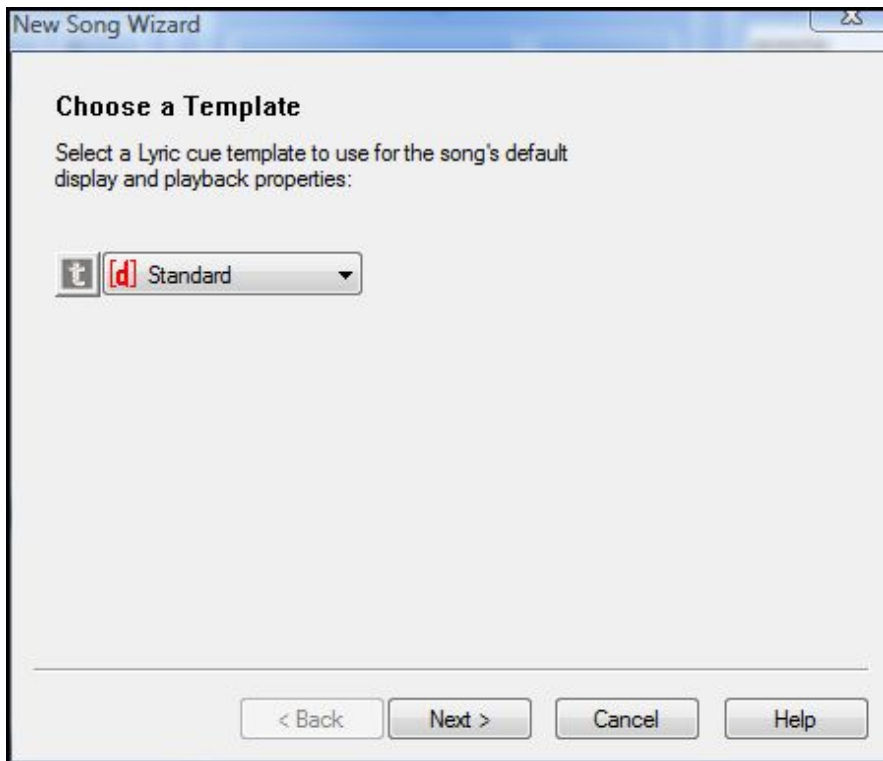 New Song Wizard
Choose a Template
Select a Lyric cue template to use for the song's default
display and playback properties:
t [d] Standard
< Back Next > Cancel Help